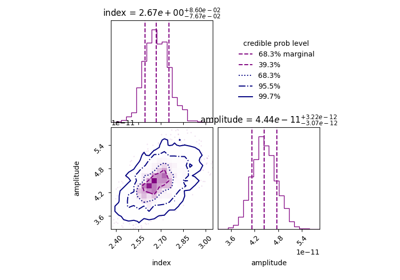 index = 2.67e+00+8.60e-02-7.67e-02
credible prob level
68.3% marginal
39.3%
68.3%
95.5%
99.7%
1e-11
amplitude = 4.44e-11+3.22e-12-3.07e-12
amplitude
5.4
4.8
4.2
3.6
2.40
2.55
2.70
2.85
3.00
index
3.6
4.2
4.8
5.4
1e-11
amplitude